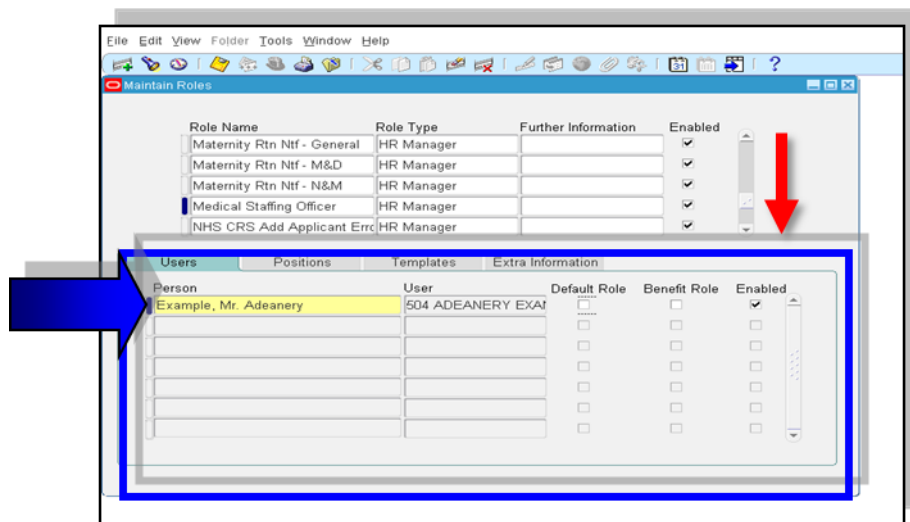 File Edit View Folder Tools Window Help
31
?
Maintain Roles
Role Name Role Type Further Information Enabled
Maternity Rtn Ntf - General HR Manager
Maternity Rtn Ntf - M&D HR Manager
Maternity Rtn Ntf - N&M HR Manager
Medical Staffing Officer HR Manager
NHS CRS Add Applicant Erro HR Manager
Users Positions Templates Extra Information
Person User Default Role Benefit Role Enabled
Example, Mr. Adeanery 504 ADEANERY EXAM